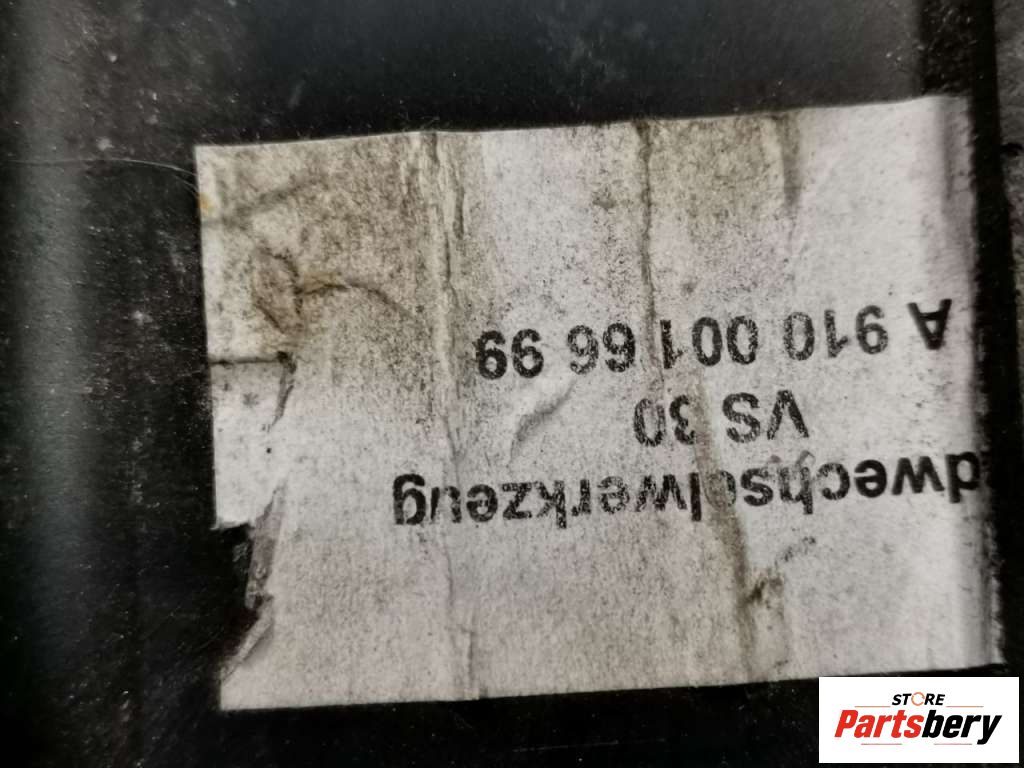 dwechselwerkzeug
VS 30
A 910 001 66 99
STORE
Partsbery